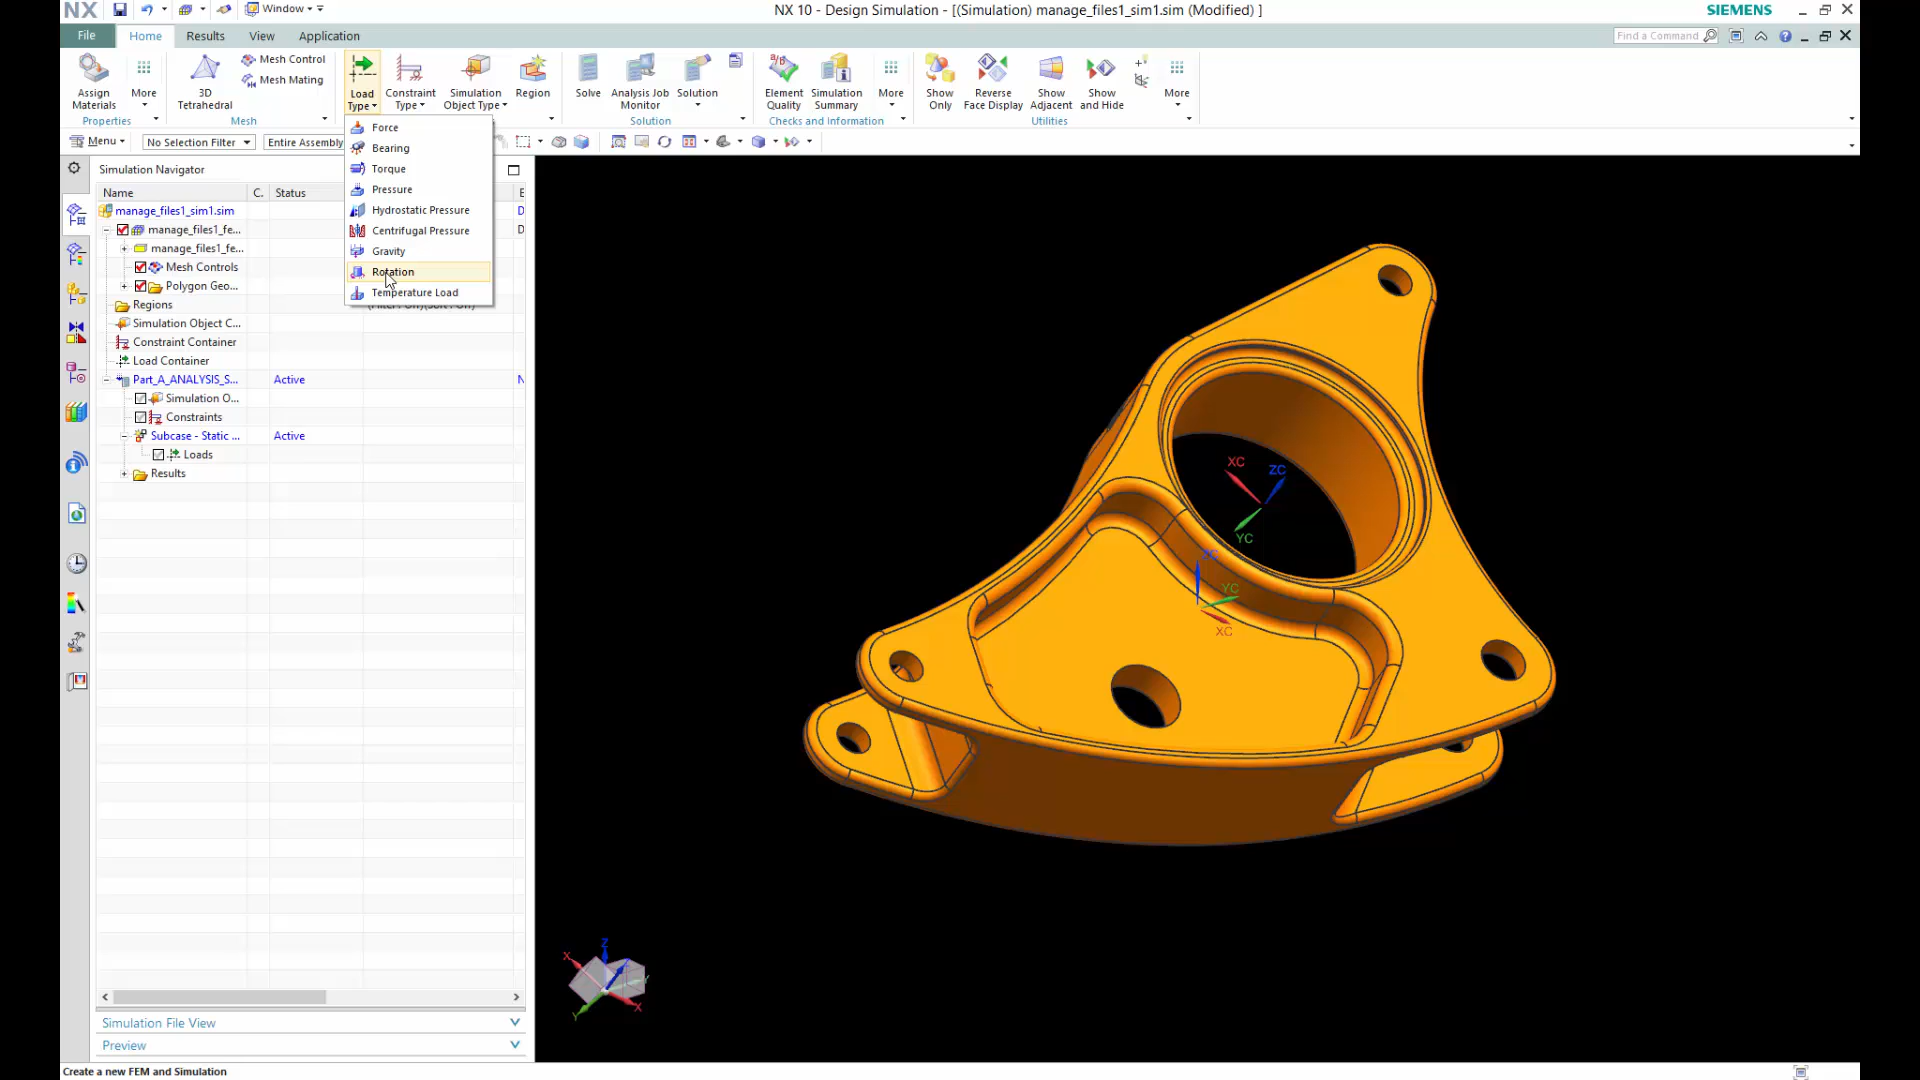 NX Window NX 10 - Design Simulation - [(Simulation) manage_files1_sim1.sim (Modified) ] SIEMENS
File Home Results View Application Find a Command
Assign Materials
More
3D Tetrahedral
Mesh Control
Mesh Mating
Load Type
Constraint Type
Simulation Object Type
Region
Solve
Analysis Job Monitor
Solution
Element Quality
Simulation Summary
More
Show Only
Reverse Face Display
Show Adjacent
Show and Hide
More
Properties Mesh Solution Checks and Information Utilities
Menu No Selection Filter Entire Assembly
Force
Bearing
Torque
Pressure
Hydrostatic Pressure
Centrifugal Pressure
Gravity
Rotation
Temperature Load
Simulation Navigator
Name C. Status
manage_files1_sim1.sim D
manage_files1_fe... D
manage_files1_fe...
Mesh Controls
Polygon Geo...
Regions
Simulation Object C...
Constraint Container
Load Container
Part_A_ANALYSIS_S... Active N
Simulation O...
Constraints
Subcase - Static ... Active
Loads
Results
Simulation File View
Preview
XC
ZC
YC
ZC
YC
XC
Z
X
Y
X
Create a new FEM and Simulation